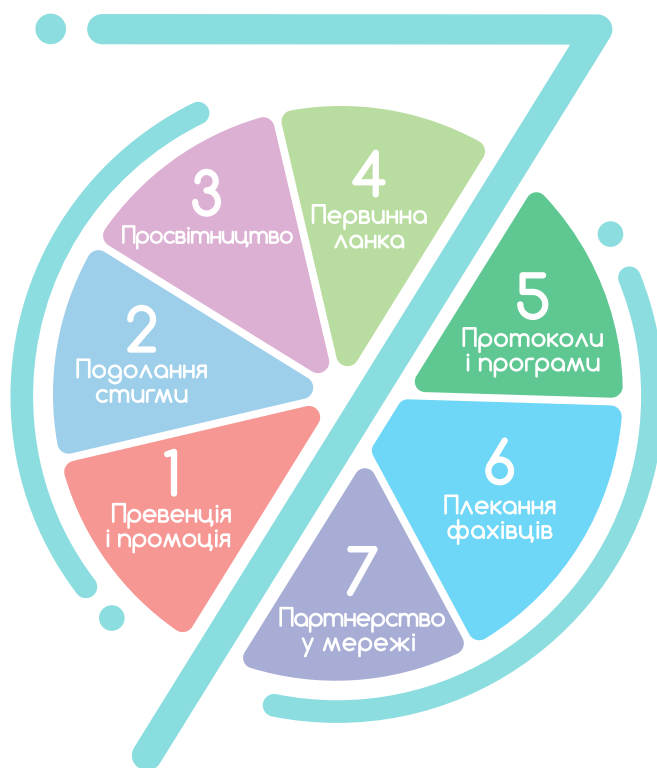 1
Превенція
і промоція
2
Подолання
стигми
3
Просвітництво
4
Первинна
ланка
5
Протоколи
і програми
6
Плекання
фахівців
7
Партнерство
у мережі